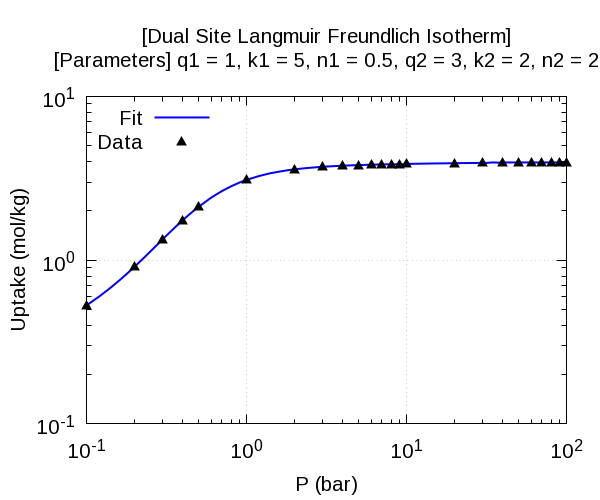 [Dual Site Langmuir Freundlich Isotherm]
[Parameters] q1 = 1, k1 = 5, n1 = 0.5, q2 = 3, k2 = 2, n2 = 2
10^1
Fit
Data
Uptake (mol/kg)
10^0
10^-1
10^-1 10^0 10^1 10^2
P (bar)